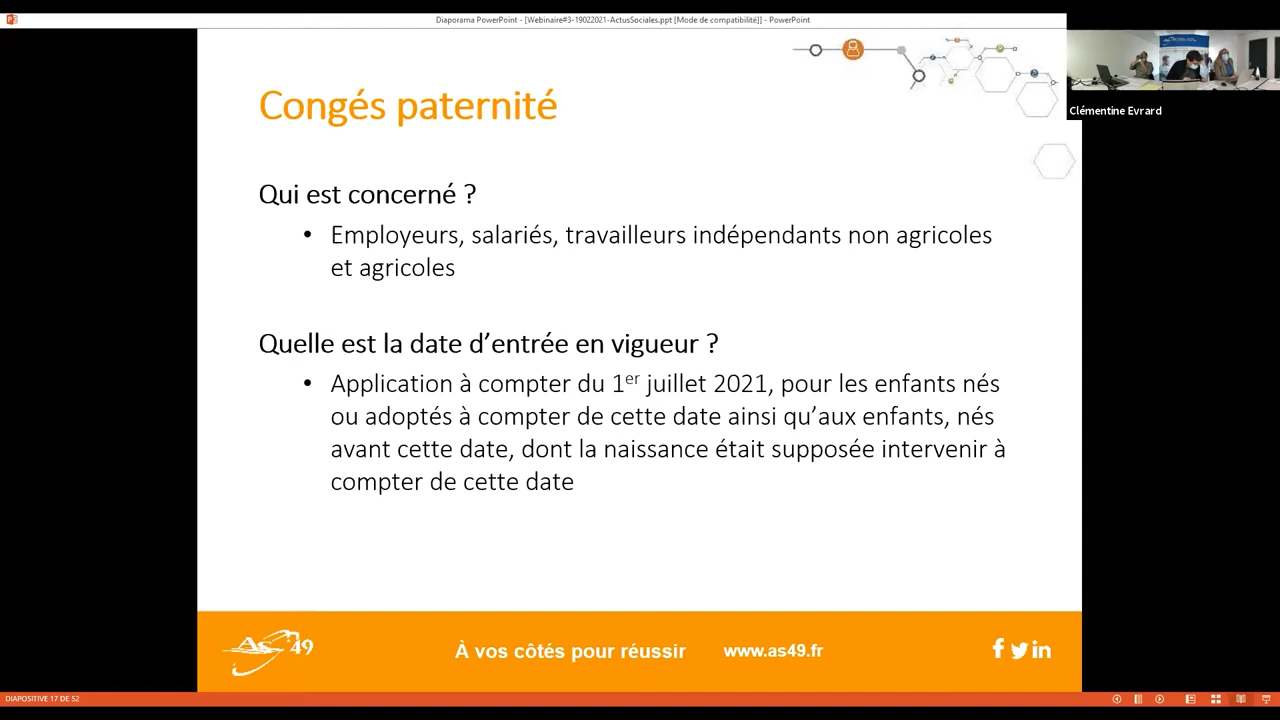 Diaporama PowerPoint - [Webinaire#3-19022021-ActusSociales.ppt [Mode de compatibilité]] - PowerPoint
Clémentine Evrard
Congés paternité
Qui est concerné ?
• Employeurs, salariés, travailleurs indépendants non agricoles
et agricoles
Quelle est la date d’entrée en vigueur ?
• Application à compter du 1er juillet 2021, pour les enfants nés
ou adoptés à compter de cette date ainsi qu’aux enfants, nés
avant cette date, dont la naissance était supposée intervenir à
compter de cette date
As 49
À vos côtés pour réussir
www.as49.fr
DIAPOSITIVE 17 DE 52